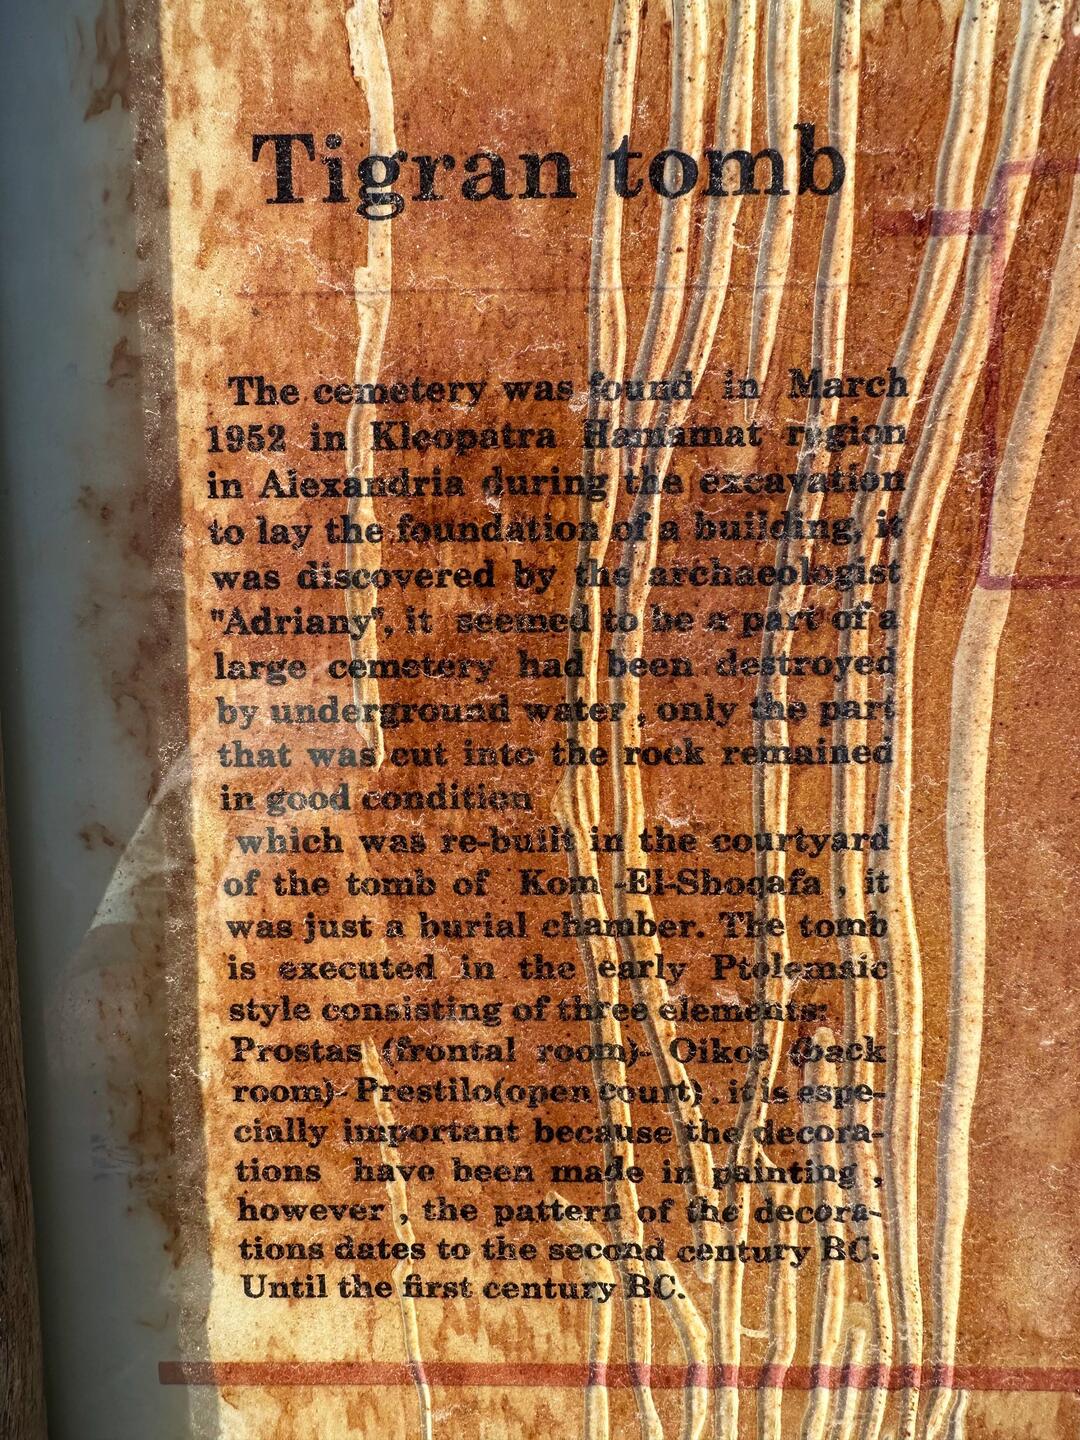 Tigran tomb
The cemetery was found in March
1952 in Kleopatra Hamamat region
in Alexandria during the excavation
to lay the foundation of a building, it
was discovered by the archaeologist
"Adriany", it seemed to be a part of a
large cemetery had been destroyed
by underground water , only the part
that was cut into the rock remained
in good condition
which was re-built in the courtyard
of the tomb of Kom -El-Shoqafa , it
was just a burial chamber. The tomb
is executed in the early Ptolemaic
style consisting of three elements:
Prostas (frontal room)- Oikos (back
room)- Prestilo(open court) . it is espe-
cially important because the decora-
tions have been made in painting ,
however , the pattern of the decora-
tions dates to the second century BC.
Until the first century BC.